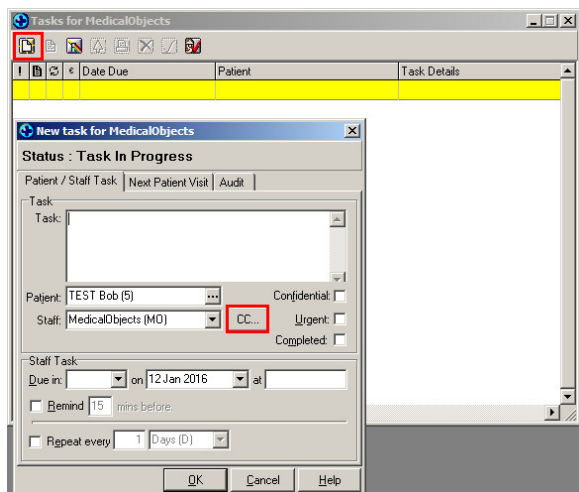 Tasks for MedicalObjects
! € Date Due Patient Task Details
New task for MedicalObjects
Status : Task In Progress
Patient / Staff Task Next Patient Visit Audit
Task
Task:
Patient: TEST Bob (5) ... Confidential:
Staff: MedicalObjects (MO) CC... Urgent:
Completed:
Staff Task
Due in: on 12 Jan 2016 at
Remind 15 mins before.
Repeat every 1 Days (D)
OK Cancel Help